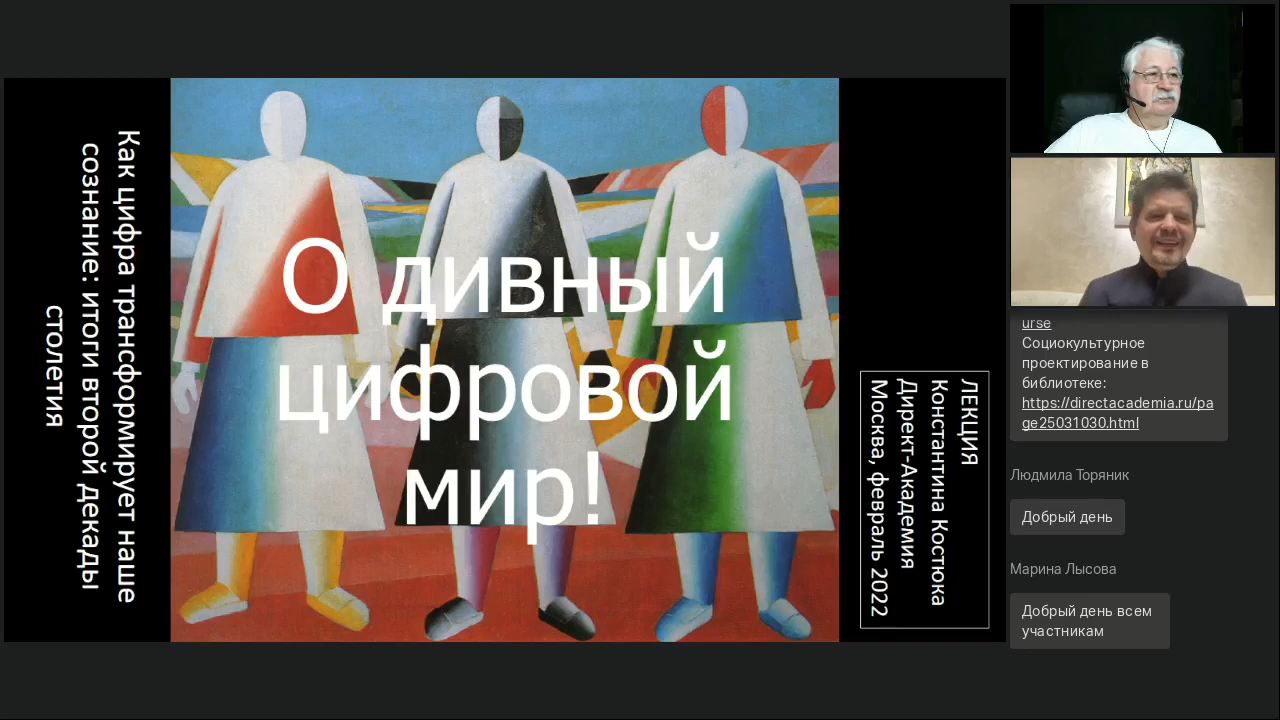 Как цифра трансформирует наше
сознание: итоги второй декады
столетия
О дивный
цифровой
мир!
ЛЕКЦИЯ
Константина Костюка
Директ-Академия
Москва, февраль 2022
urse
Социокультурное
проектирование в
библиотеке:
https://directacademia.ru/pa
ge25031030.html
Людмила Торяник
Добрый день
Марина Лысова
Добрый день всем
участникам